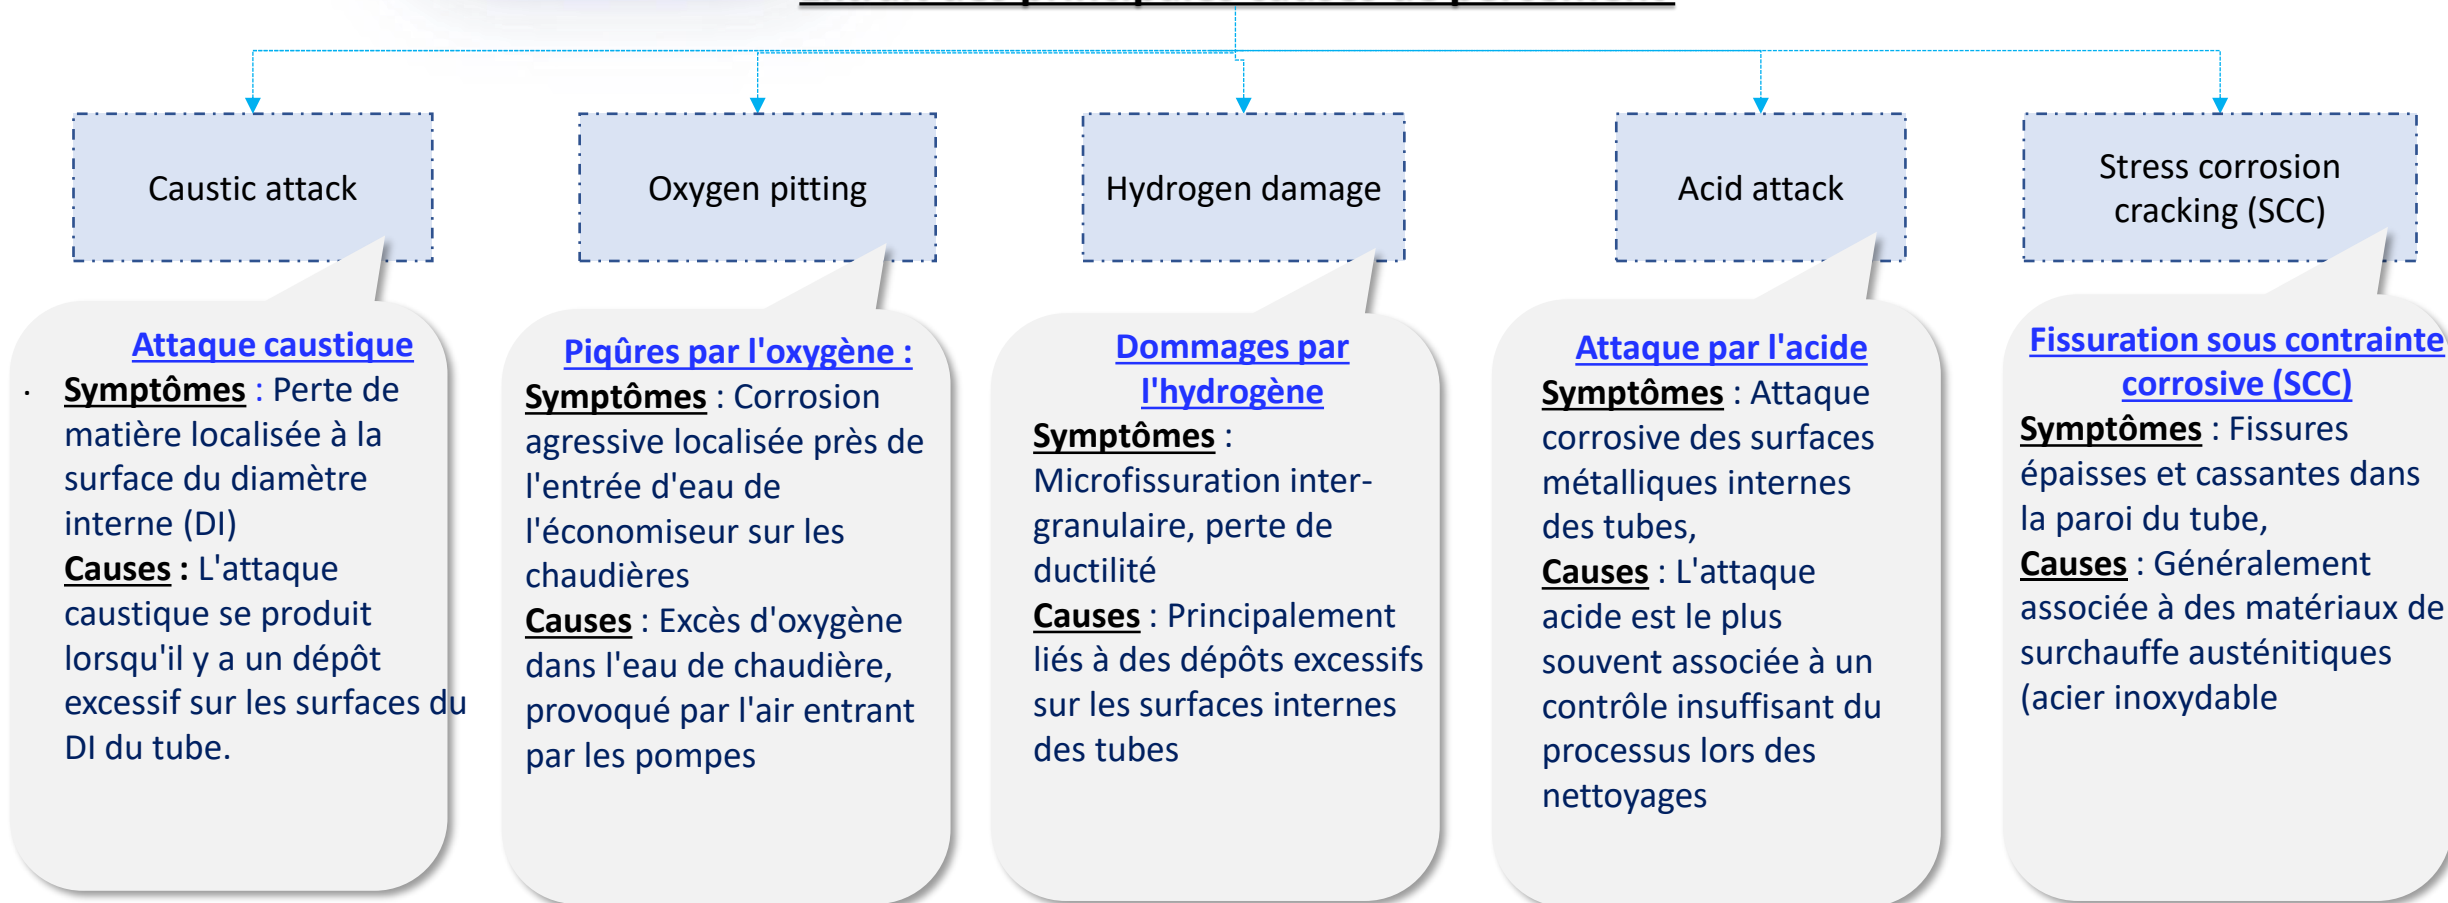 Caustic attack
Oxygen pitting
Hydrogen damage
Acid attack
Stress corrosion
cracking (SCC)
Attaque caustique
· Symptômes : Perte de
matière localisée à la
surface du diamètre
interne (DI)
Causes : L'attaque
caustique se produit
lorsqu'il y a un dépôt
excessif sur les surfaces du
DI du tube.
Piqûres par l'oxygène :
Symptômes : Corrosion
agressive localisée près de
l'entrée d'eau de
l'économiseur sur les
chaudières
Causes : Excès d'oxygène
dans l'eau de chaudière,
provoqué par l'air entrant
par les pompes
Dommages par
l'hydrogène
Symptômes :
Microfissuration inter-
granulaire, perte de
ductilité
Causes : Principalement
liés à des dépôts excessifs
sur les surfaces internes
des tubes
Attaque par l'acide
Symptômes : Attaque
corrosive des surfaces
métalliques internes
des tubes,
Causes : L'attaque
acide est le plus
souvent associée à un
contrôle insuffisant du
processus lors des
nettoyages
Fissuration sous contrainte
corrosive (SCC)
Symptômes : Fissures
épaisses et cassantes dans
la paroi du tube,
Causes : Généralement
associée à des matériaux de
surchauffe austénitiques
(acier inoxydable